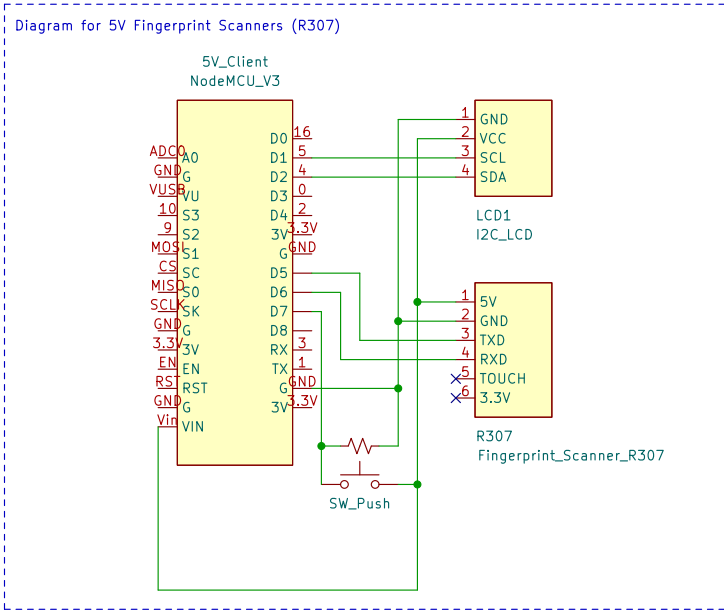 Diagram for 5V Fingerprint Scanners (R307)
5V_Client
NodeMCU_V3
D0 16
ADC0 A0
D1 5
GND G
D2 4
VUSB VU
D3 0
10 S3
D4 2
9 S2
3V 3.3V
MOSI S1
G GND
CS SC
D5
MISO S0
D6
SCLK SK
D7
GND G
D8
3.3V 3V
RX 3
EN EN
TX 1
RST RST
G GND
GND G
3V 3.3V
Vin VIN
1 GND
2 VCC
3 SCL
4 SDA
LCD1
I2C_LCD
1 5V
2 GND
3 TXD
4 RXD
5 TOUCH
6 3.3V
R307
Fingerprint_Scanner_R307
SW_Push